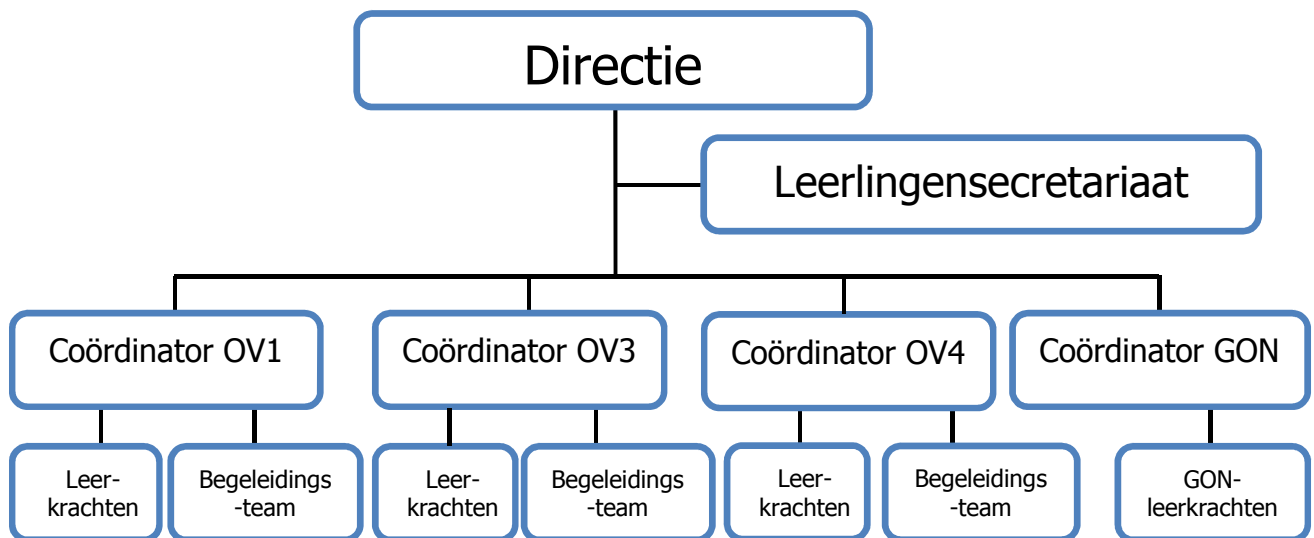 Directie
Leerlingensecretariaat
Coördinator OV1
Coördinator OV3
Coördinator OV4
Coördinator GON
Leer-
krachten
Begeleidings
-team
Leer-
krachten
Begeleidings
-team
Leer-
krachten
Begeleidings
-team
GON-
leerkrachten